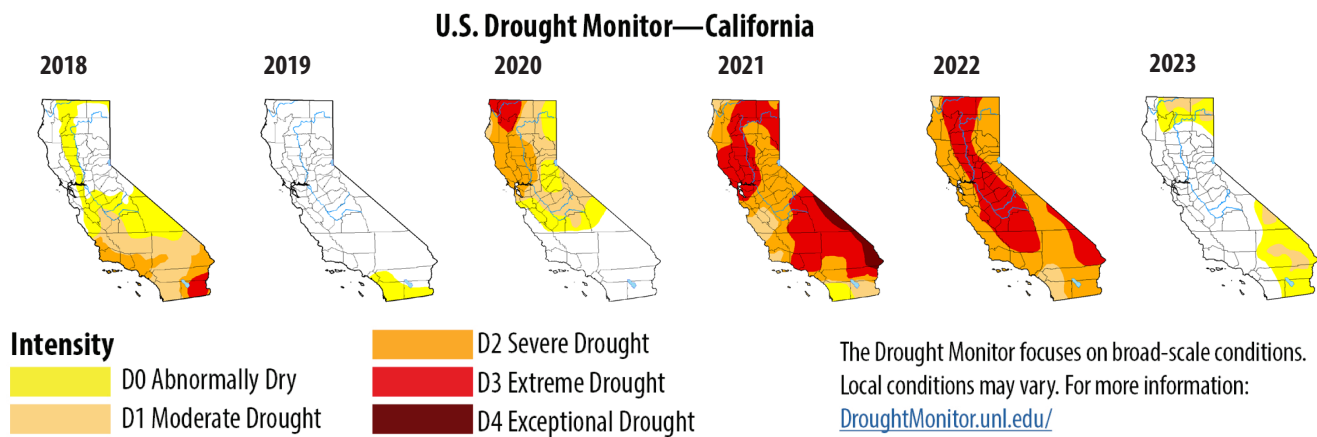 U.S. Drought Monitor—California
2018
2019
2020
2021
2022
2023
Intensity
D0 Abnormally Dry
D1 Moderate Drought
D2 Severe Drought
D3 Extreme Drought
D4 Exceptional Drought
The Drought Monitor focuses on broad-scale conditions.
Local conditions may vary. For more information:
DroughtMonitor.unl.edu/